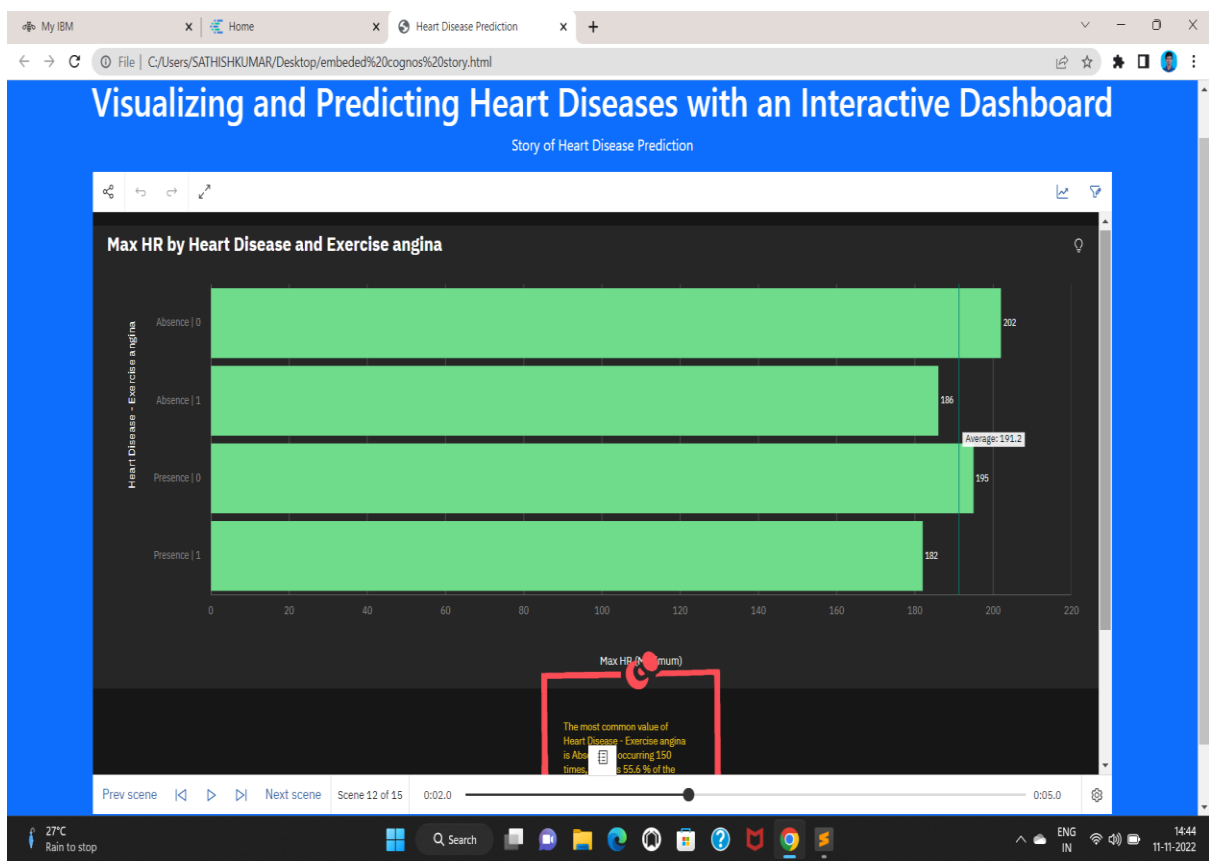 My IBM
Home
Heart Disease Prediction
File | C:/Users/SATHISHKUMAR/Desktop/embeded%20cognos%20story.html
Visualizing and Predicting Heart Diseases with an Interactive Dashboard
Story of Heart Disease Prediction
Max HR by Heart Disease and Exercise angina
Heart Disease - Exercise angina
Absence | 0
202
Absence | 1
186
Average: 191.2
Presence | 0
195
Presence | 1
182
0 20 40 60 80 100 120 140 160 180 200 220
Max HR
The most common value of
Heart Disease - Exercise angina
is occurring 150
times, 55.6 % of the
Prev scene Next scene Scene 12 of 15 0:02.0 0:05.0
27°C
Rain to stop
Search
ENG
IN
14:44
11-11-2022